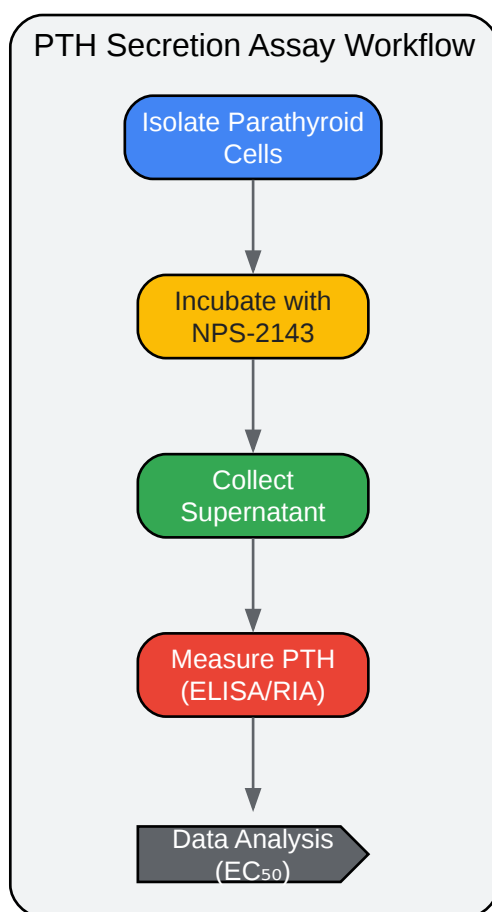 PTH Secretion Assay Workflow
Isolate Parathyroid
Cells
Incubate with
NPS-2143
Collect
Supernatant
Measure PTH
(ELISA/RIA)
Data Analysis
(EC₅₀)